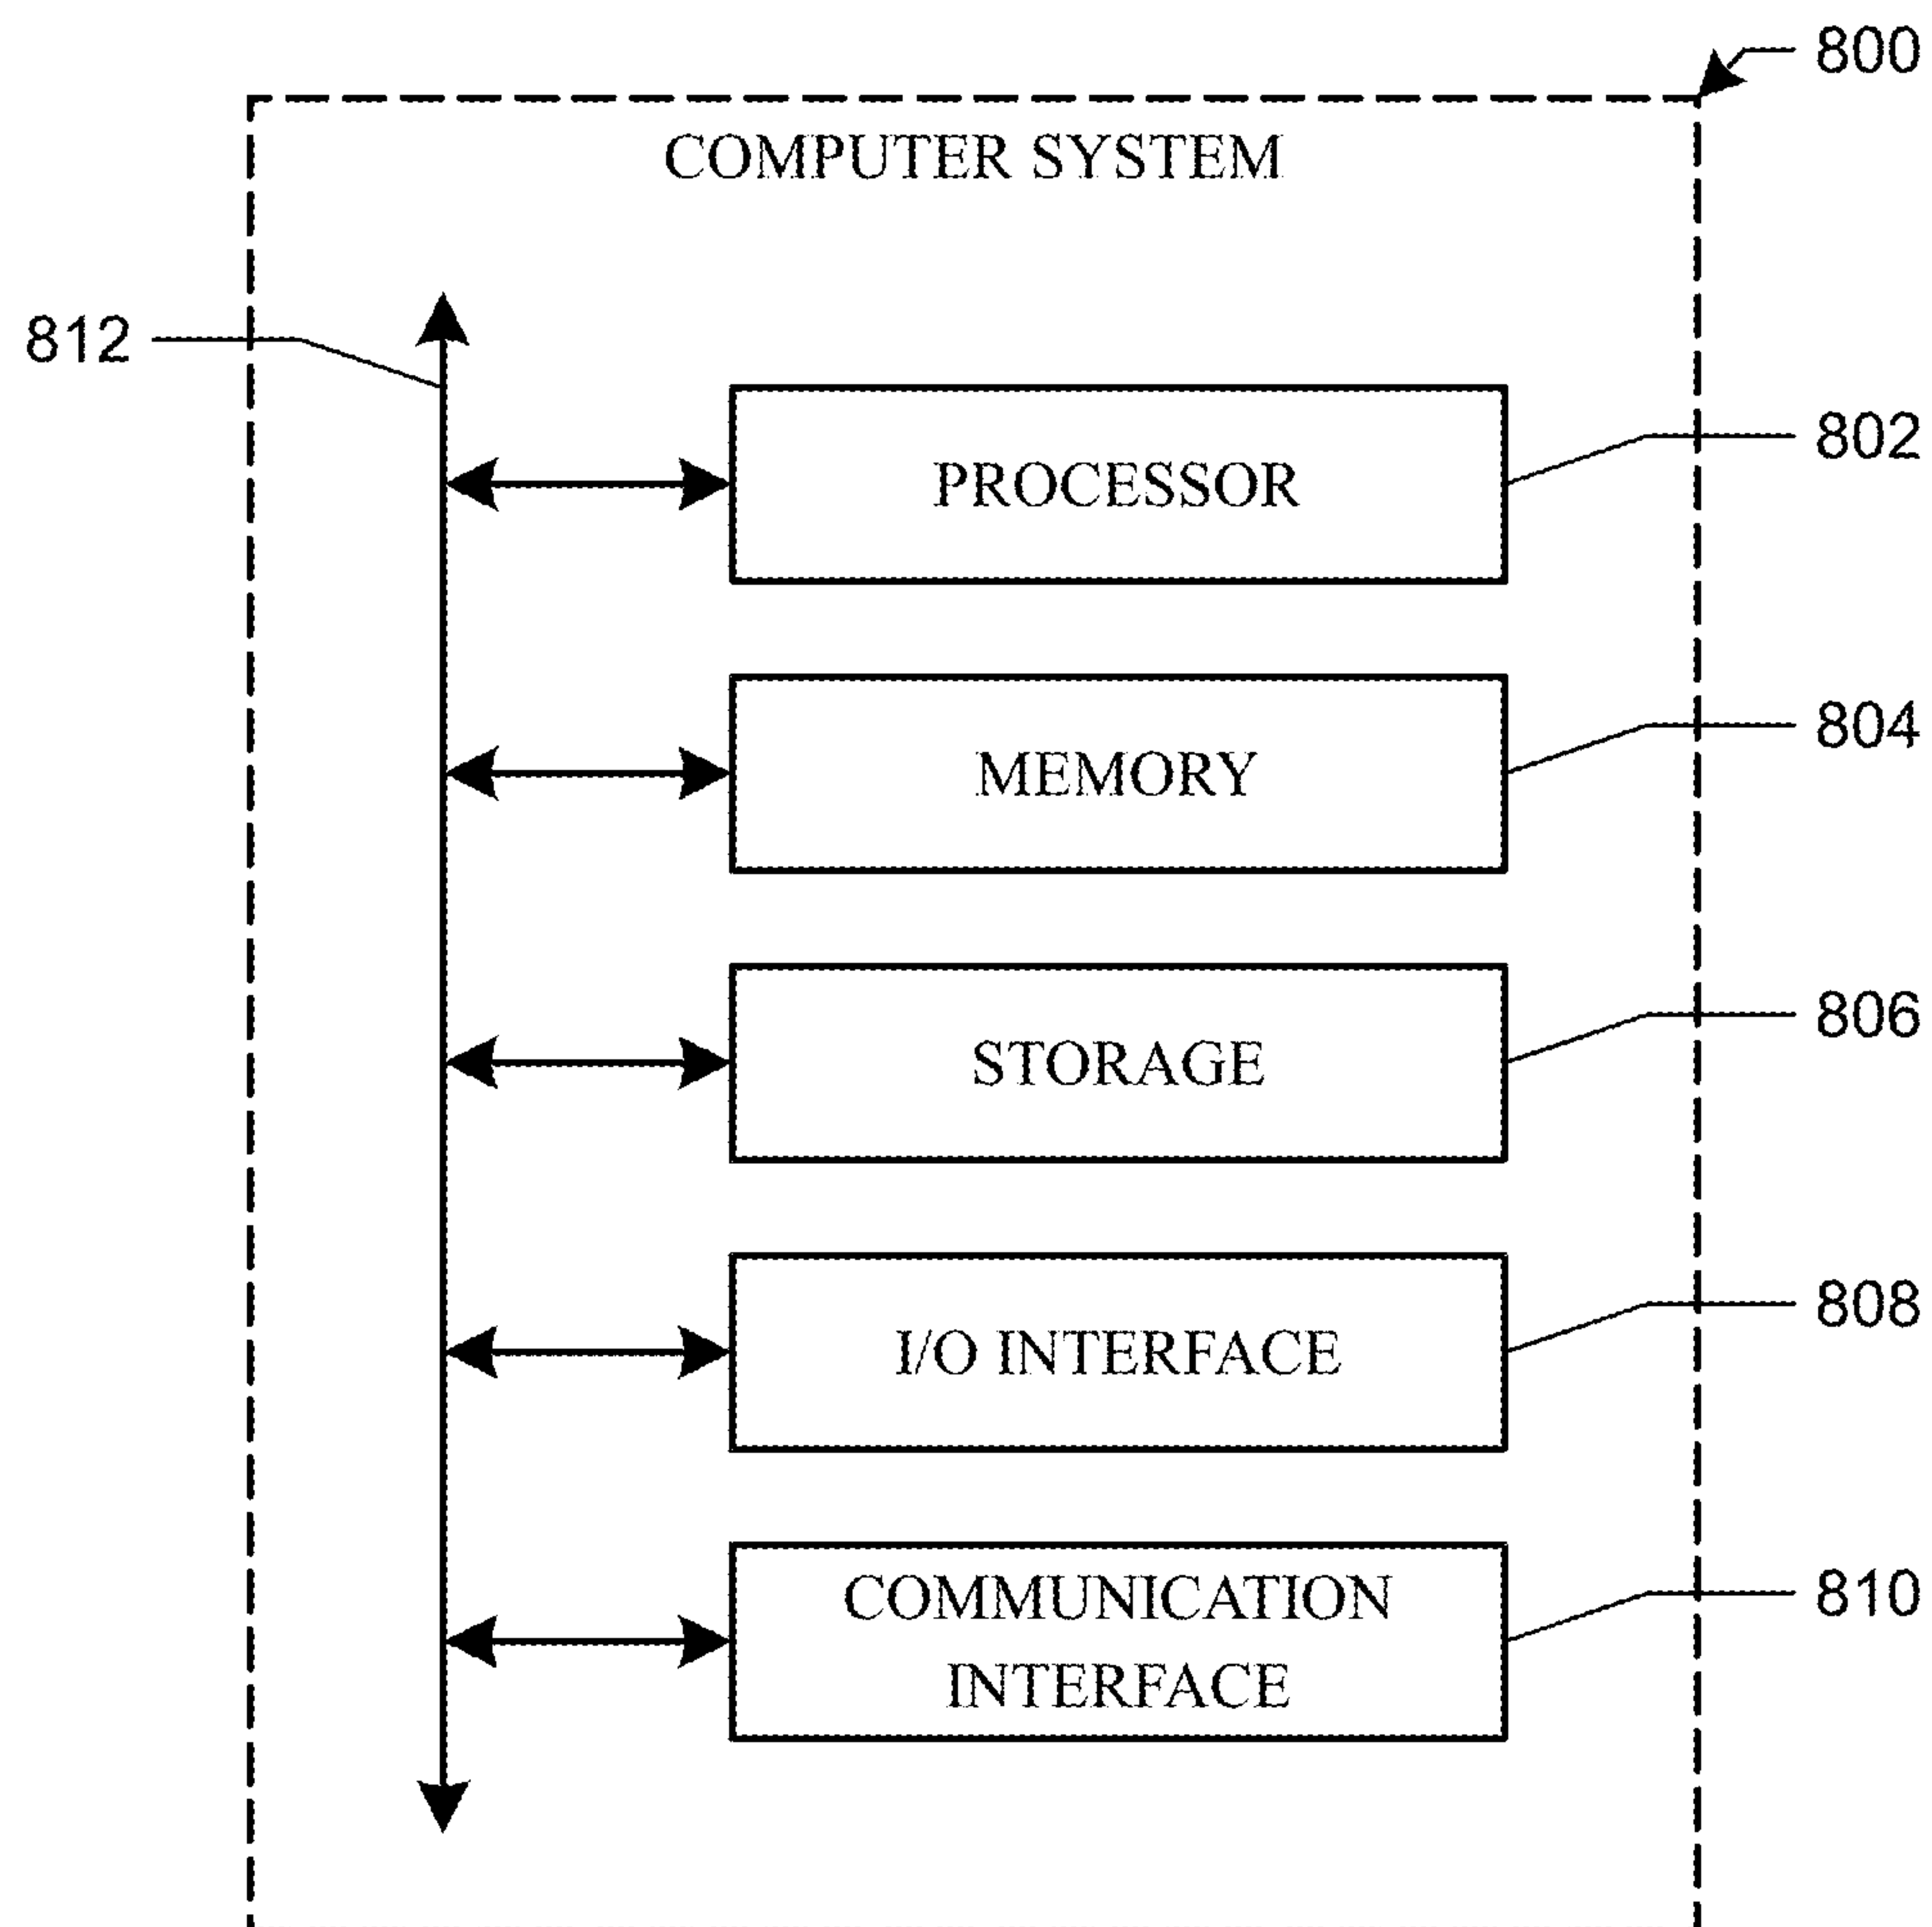 800
COMPUTER SYSTEM
812
802
PROCESSOR
804
MEMORY
806
STORAGE
808
I/O INTERFACE
810
COMMUNICATION
INTERFACE